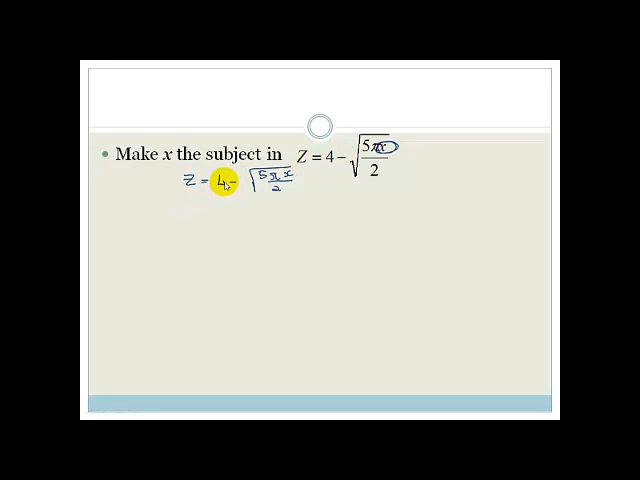 • Make x the subject in Z = 4 − √(5πx/2)
Z = 4 − √(5πx/2)